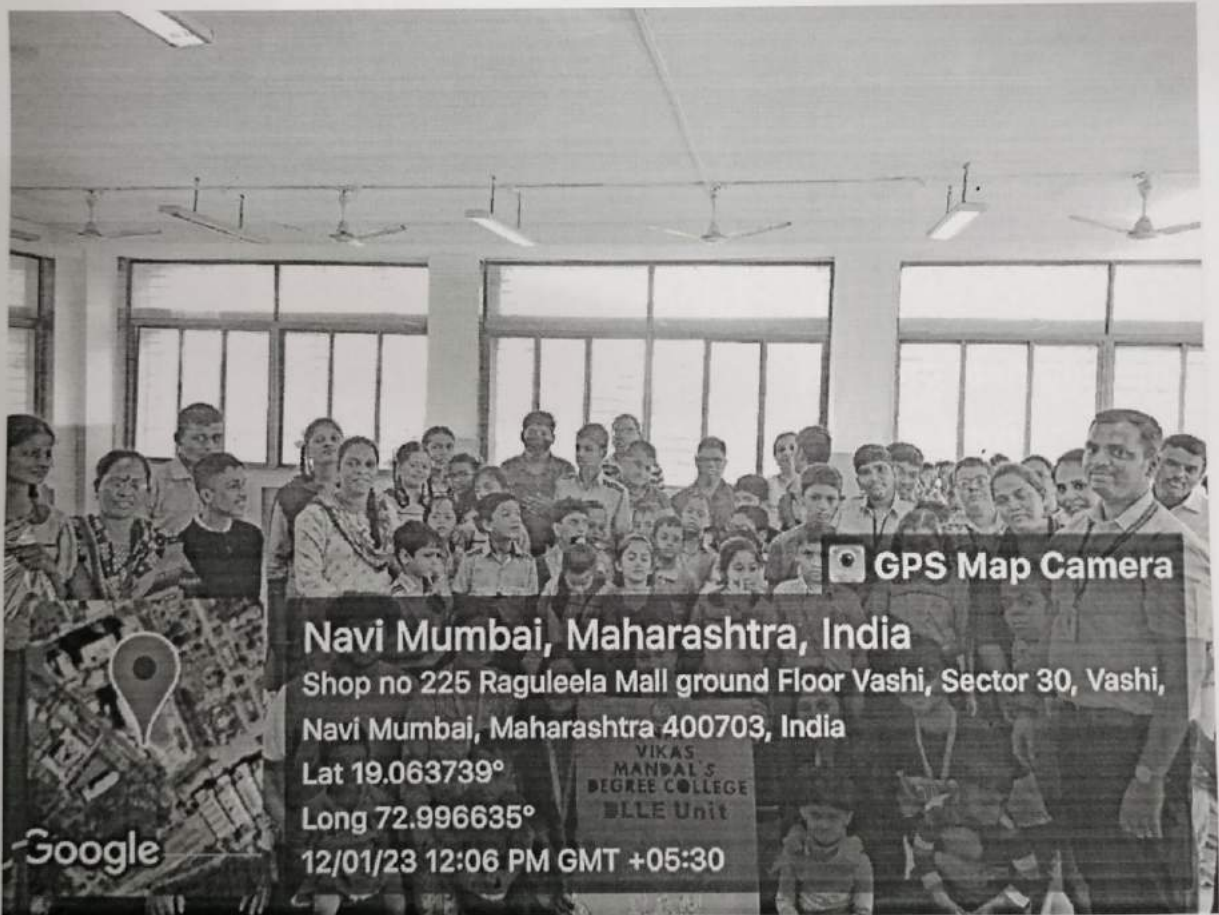 GPS Map Camera
Navi Mumbai, Maharashtra, India
Shop no 225 Raguleela Mall ground Floor Vashi, Sector 30, Vashi,
Navi Mumbai, Maharashtra 400703, India
Lat 19.063739°
Long 72.996635°
12/01/23 12:06 PM GMT +05:30
Google
VIKAS
MANDAL'S
DEGREE COLLEGE
DLLE Unit